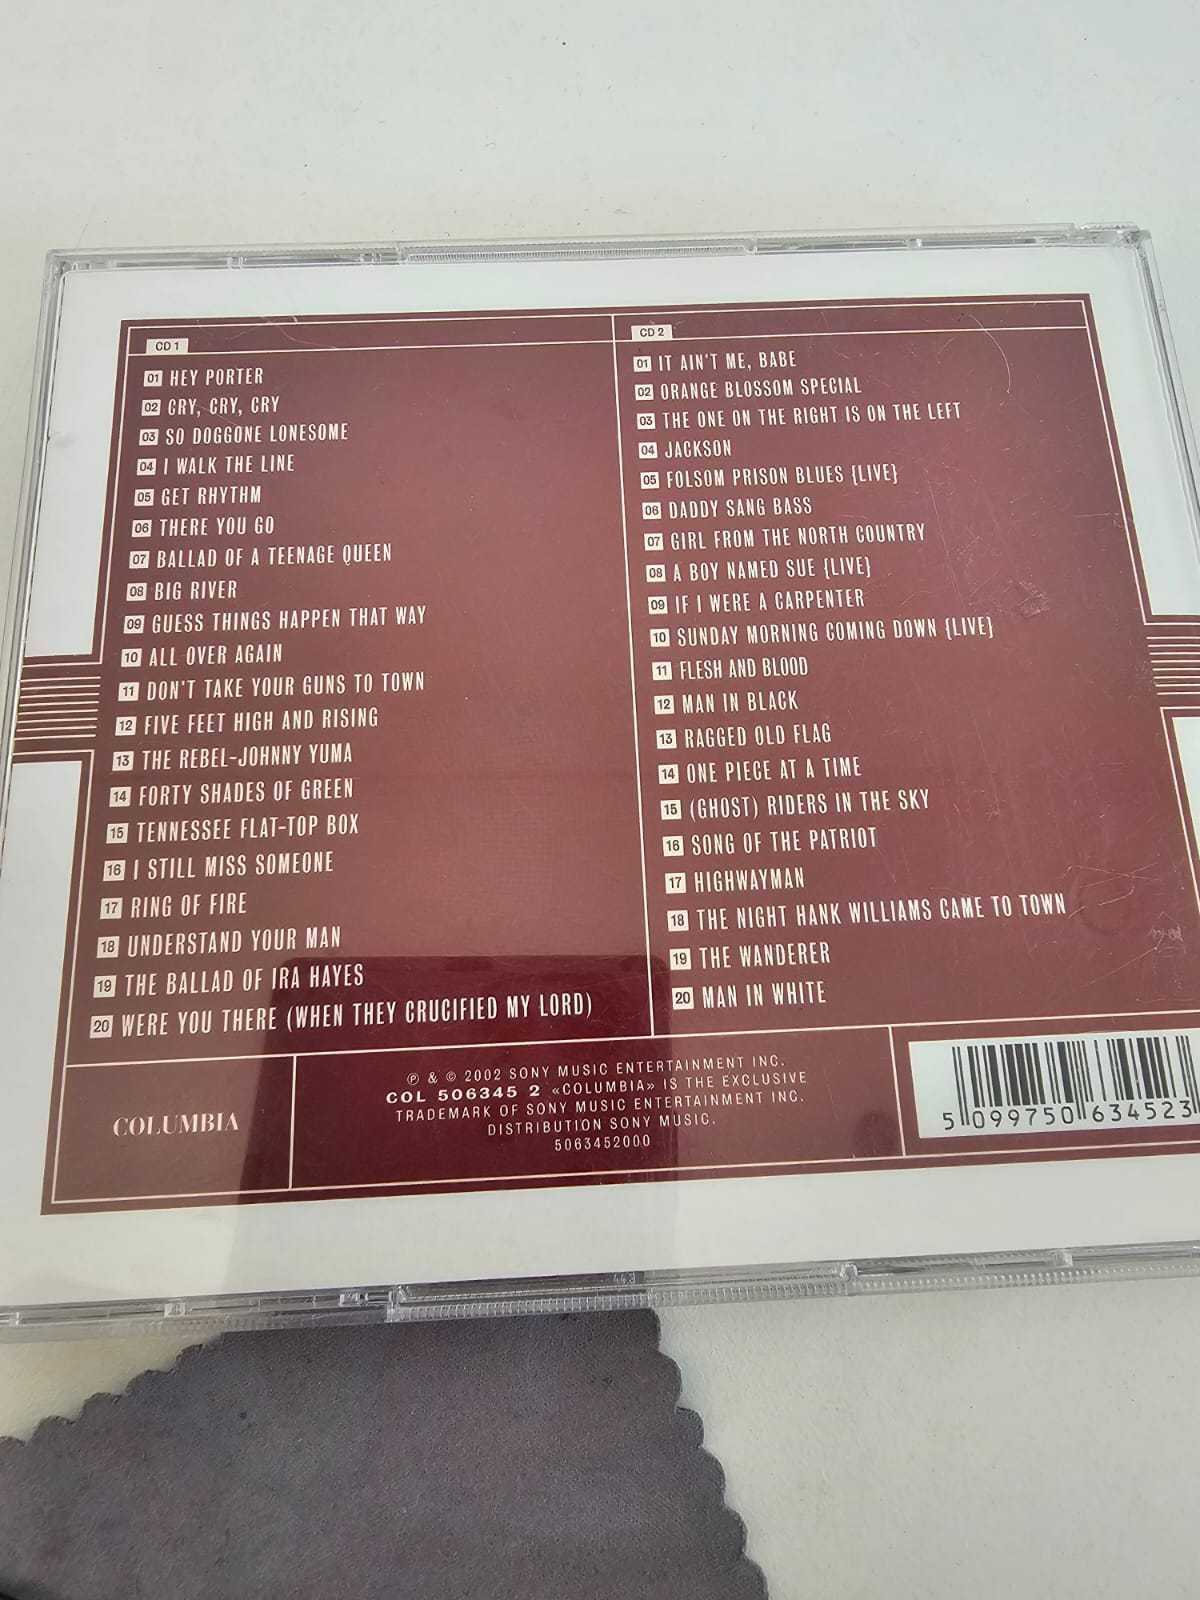 CD 1
01 HEY PORTER
02 CRY, CRY, CRY
03 SO DOGGONE LONESOME
04 I WALK THE LINE
05 GET RHYTHM
06 THERE YOU GO
07 BALLAD OF A TEENAGE QUEEN
08 BIG RIVER
09 GUESS THINGS HAPPEN THAT WAY
10 ALL OVER AGAIN
11 DON'T TAKE YOUR GUNS TO TOWN
12 FIVE FEET HIGH AND RISING
13 THE REBEL-JOHNNY YUMA
14 FORTY SHADES OF GREEN
15 TENNESSEE FLAT-TOP BOX
16 I STILL MISS SOMEONE
17 RING OF FIRE
18 UNDERSTAND YOUR MAN
19 THE BALLAD OF IRA HAYES
20 WERE YOU THERE (WHEN THEY CRUCIFIED MY LORD)
CD 2
01 IT AIN'T ME, BABE
02 ORANGE BLOSSOM SPECIAL
03 THE ONE ON THE RIGHT IS ON THE LEFT
04 JACKSON
05 FOLSOM PRISON BLUES {LIVE}
06 DADDY SANG BASS
07 GIRL FROM THE NORTH COUNTRY
08 A BOY NAMED SUE {LIVE}
09 IF I WERE A CARPENTER
10 SUNDAY MORNING COMING DOWN {LIVE}
11 FLESH AND BLOOD
12 MAN IN BLACK
13 RAGGED OLD FLAG
14 ONE PIECE AT A TIME
15 (GHOST) RIDERS IN THE SKY
16 SONG OF THE PATRIOT
17 HIGHWAYMAN
18 THE NIGHT HANK WILLIAMS CAME TO TOWN
19 THE WANDERER
20 MAN IN WHITE
COLUMBIA
℗ & © 2002 SONY MUSIC ENTERTAINMENT INC.
COL 506345 2 «COLUMBIA» IS THE EXCLUSIVE
TRADEMARK OF SONY MUSIC ENTERTAINMENT INC.
DISTRIBUTION SONY MUSIC.
5063452000
5 099750 634523